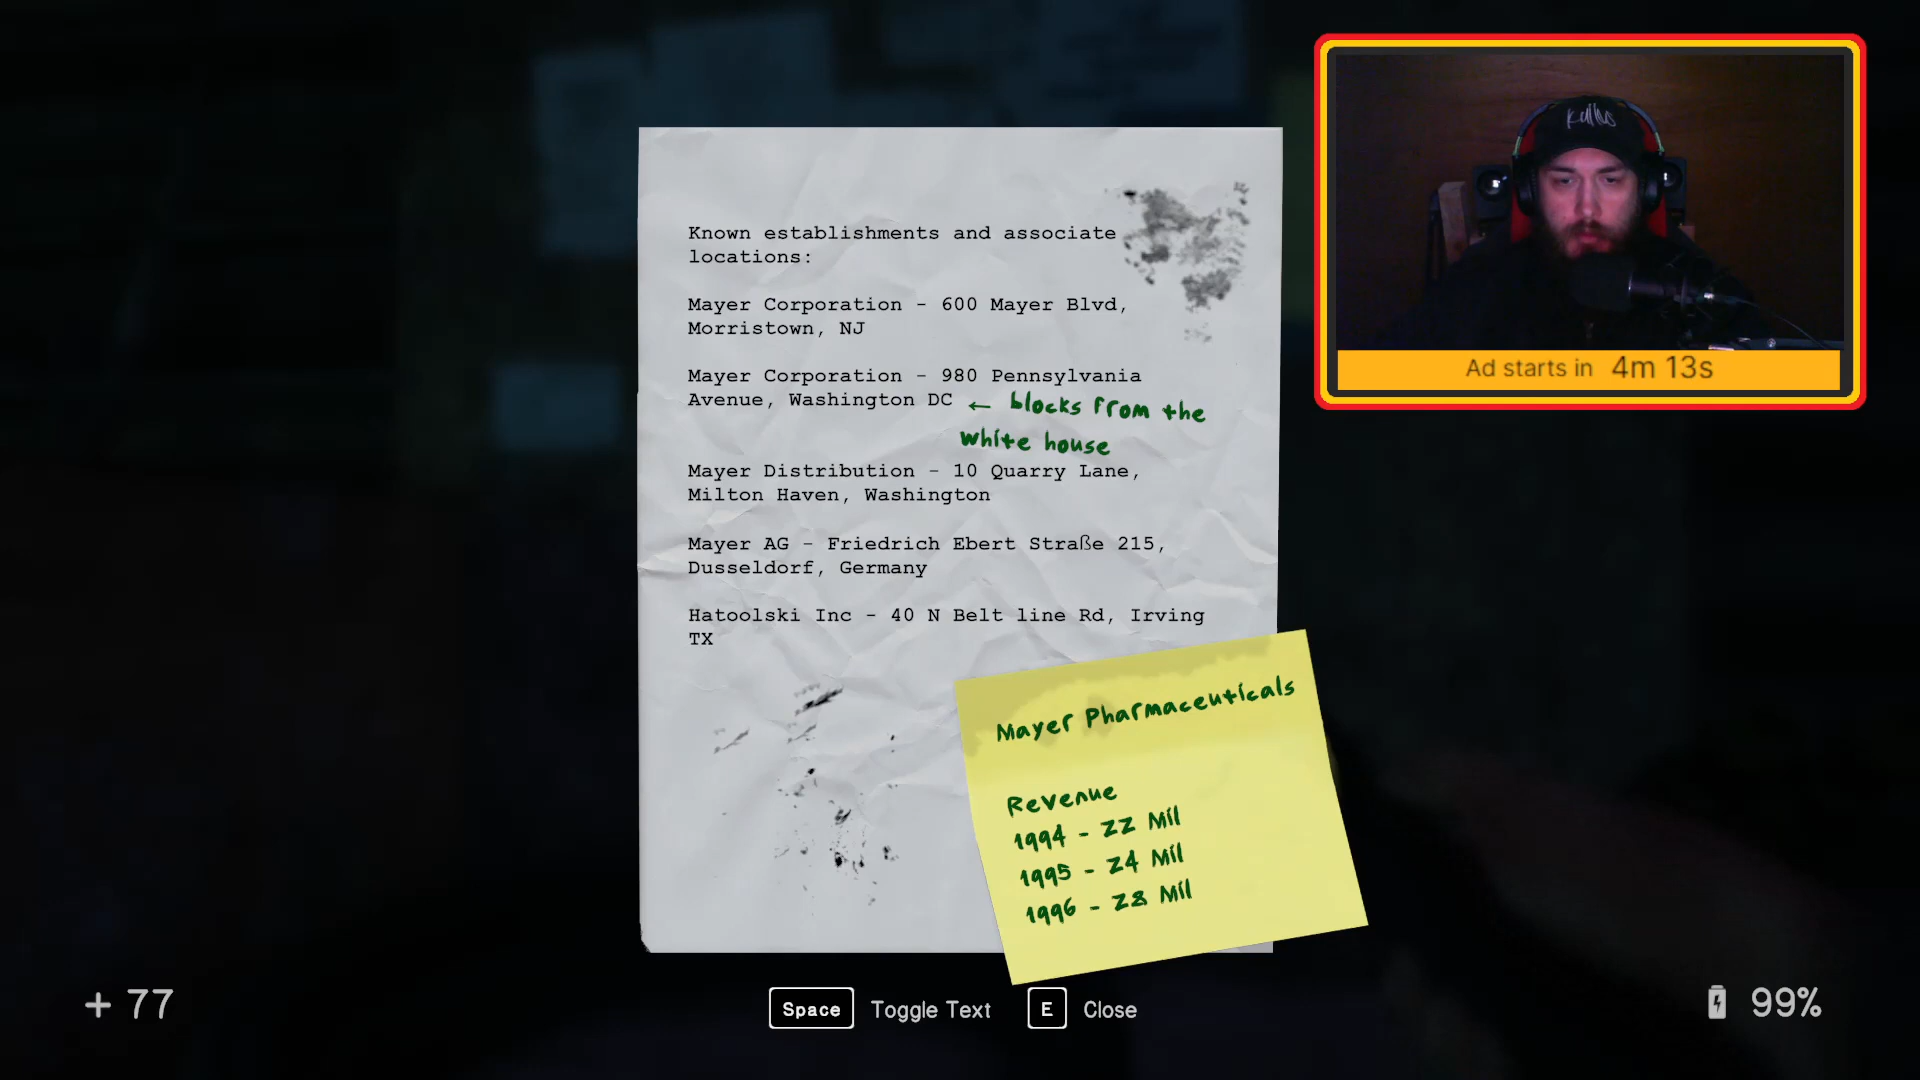 Known establishments and associate
locations:
Mayer Corporation - 600 Mayer Blvd,
Morristown, NJ
Mayer Corporation - 980 Pennsylvania
Avenue, Washington DC ← blocks from the
white house
Mayer Distribution - 10 Quarry Lane,
Milton Haven, Washington
Mayer AG - Friedrich Ebert Straße 215,
Dusseldorf, Germany
Hatoolski Inc - 40 N Belt line Rd, Irving
TX
Mayer Pharmaceuticals
Revenue
1994 - 22 Mil
1995 - 24 Mil
1996 - 28 Mil
Ad starts in 4m 13s
+ 77
Space Toggle Text E Close
99%